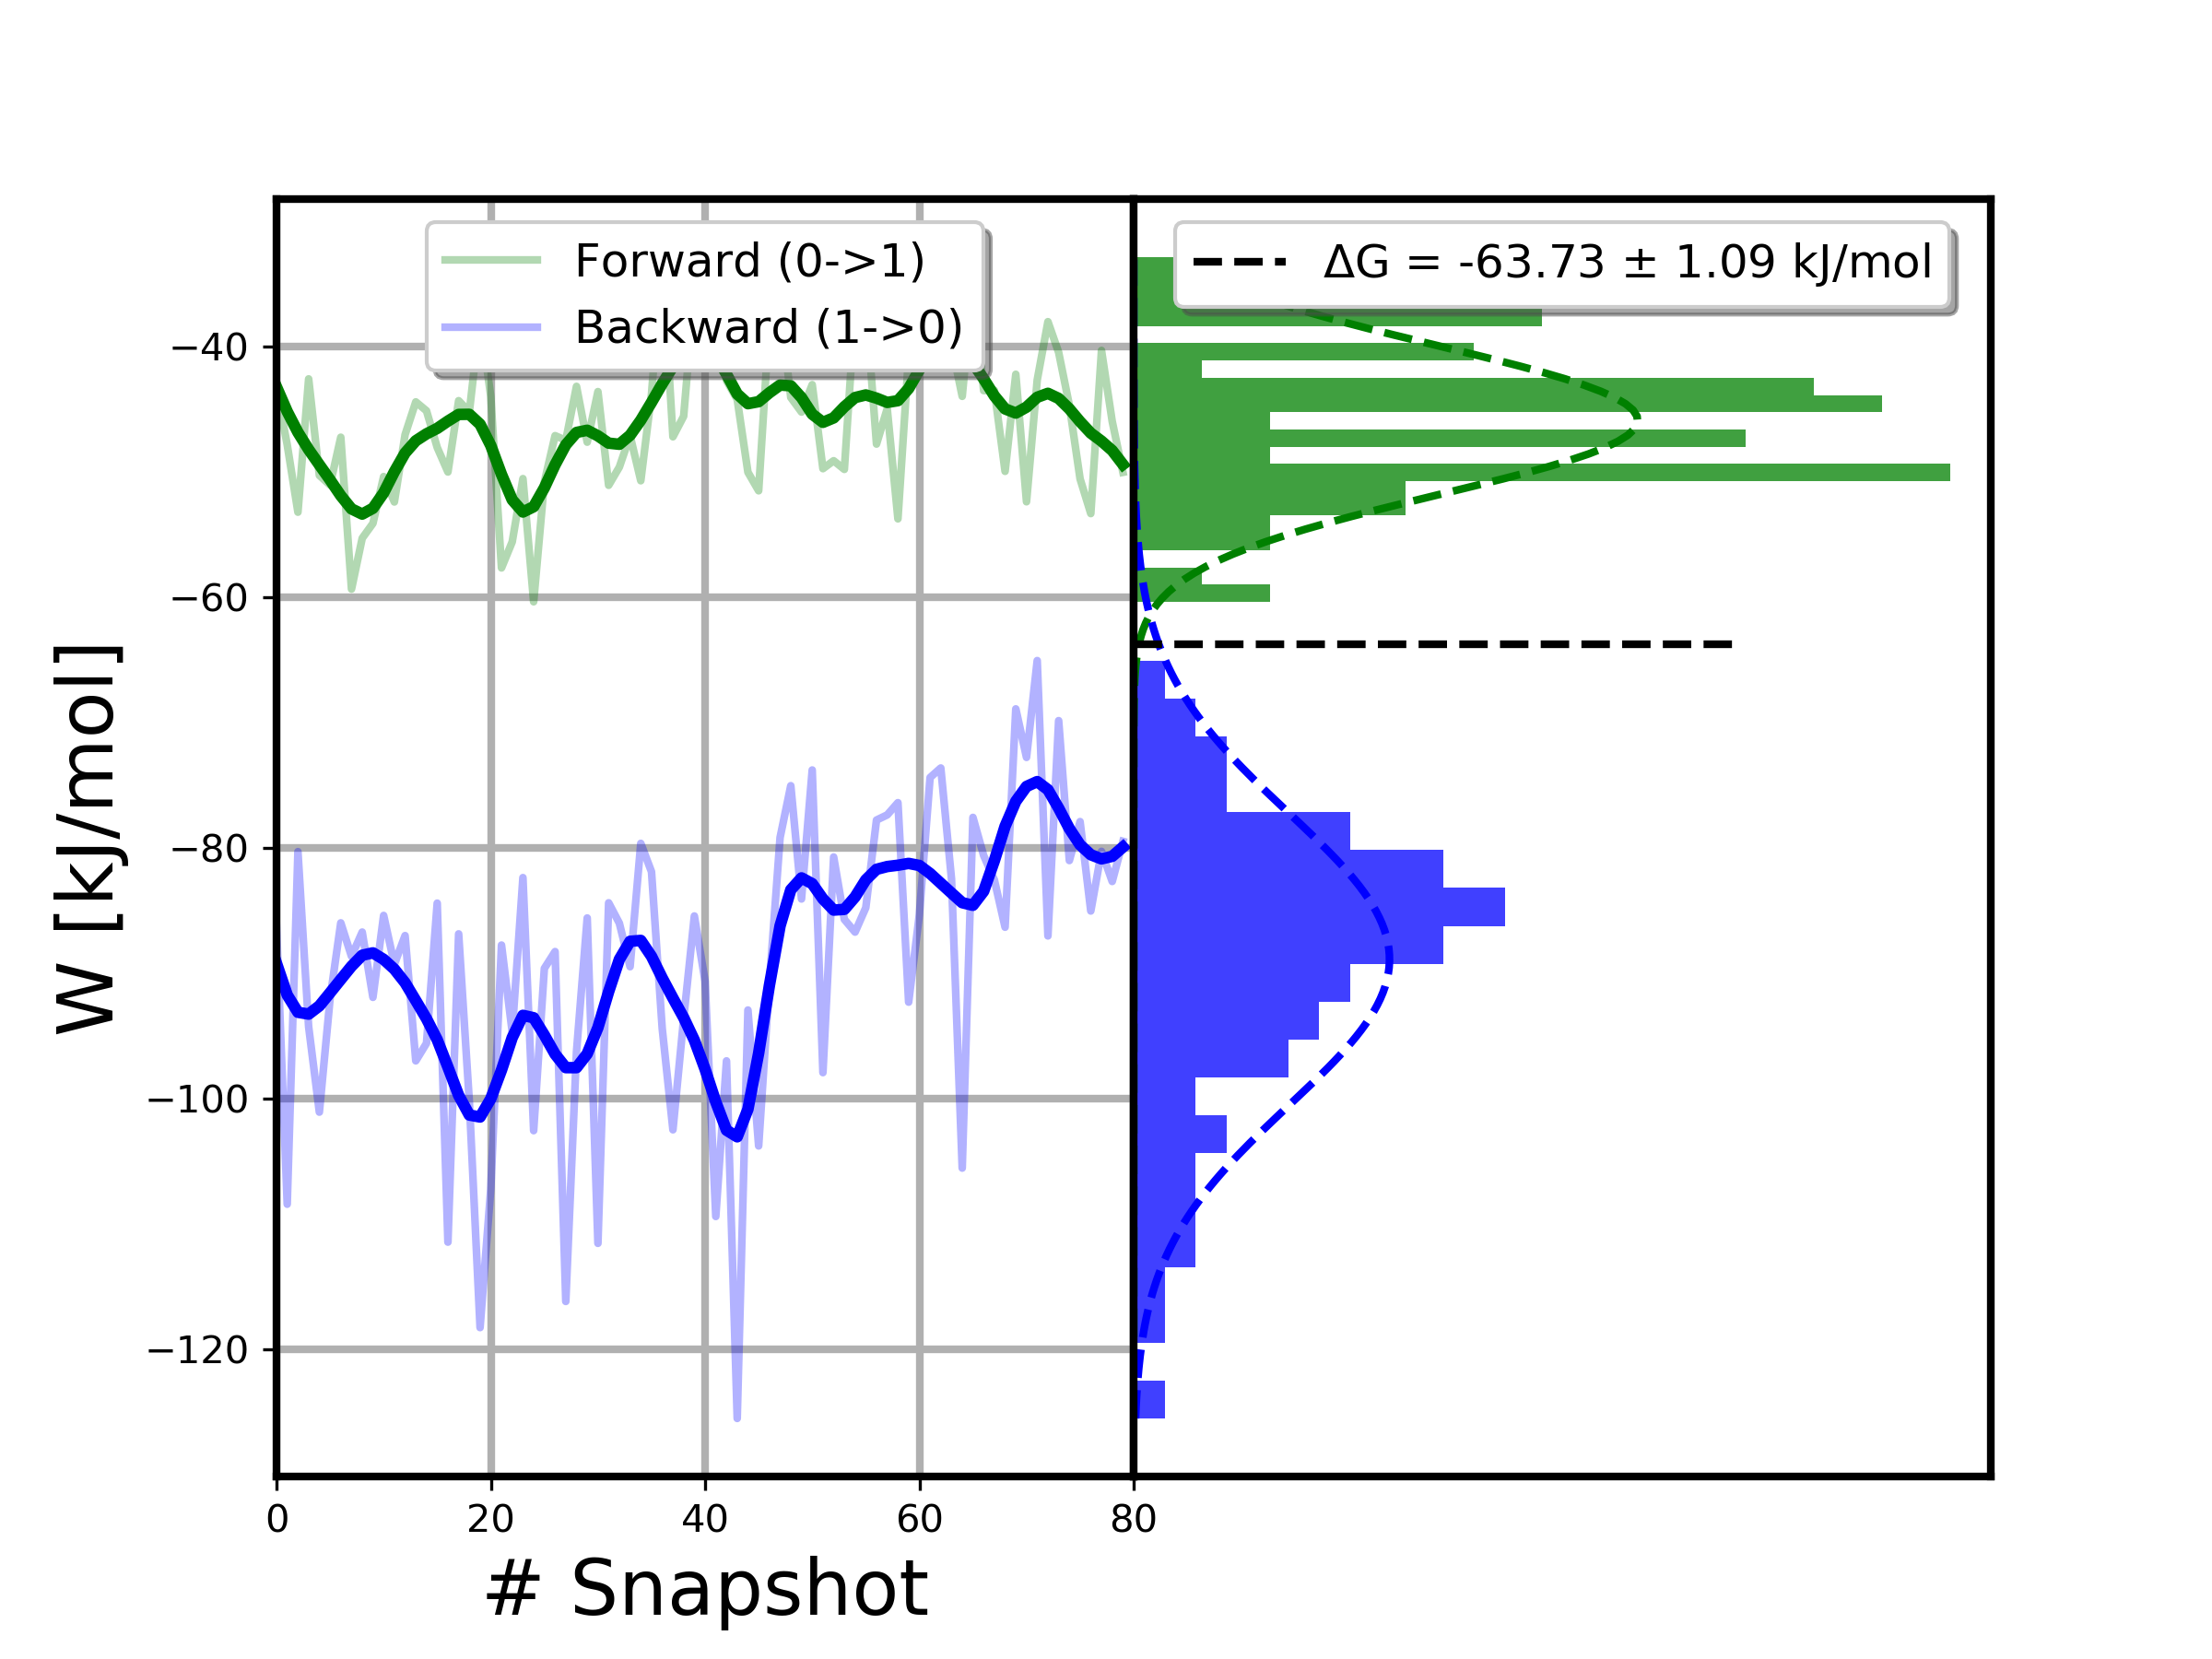 Forward (0->1)
Backward (1->0)
ΔG = -63.73 ± 1.09 kJ/mol
W [kJ/mol]
−40
−60
−80
−100
−120
0 20 40 60 80
# Snapshot